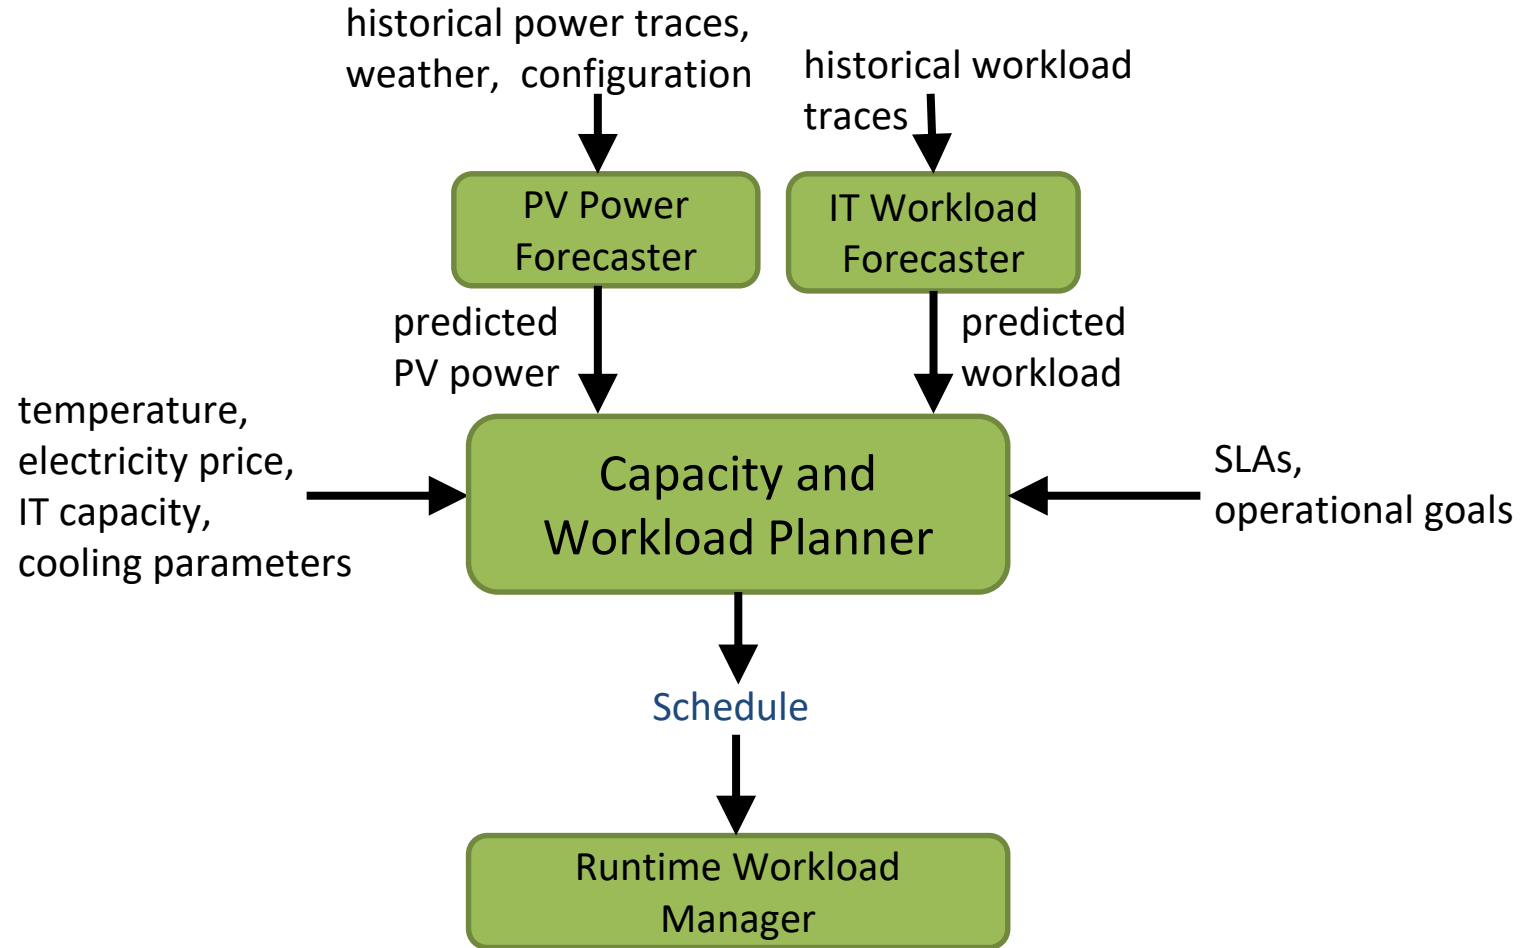 historical power traces,
weather, configuration
historical workload
traces
PV Power
Forecaster
IT Workload
Forecaster
predicted
PV power
predicted
workload
temperature,
electricity price,
IT capacity,
cooling parameters
Capacity and
Workload Planner
SLAs,
operational goals
Schedule
Runtime Workload
Manager